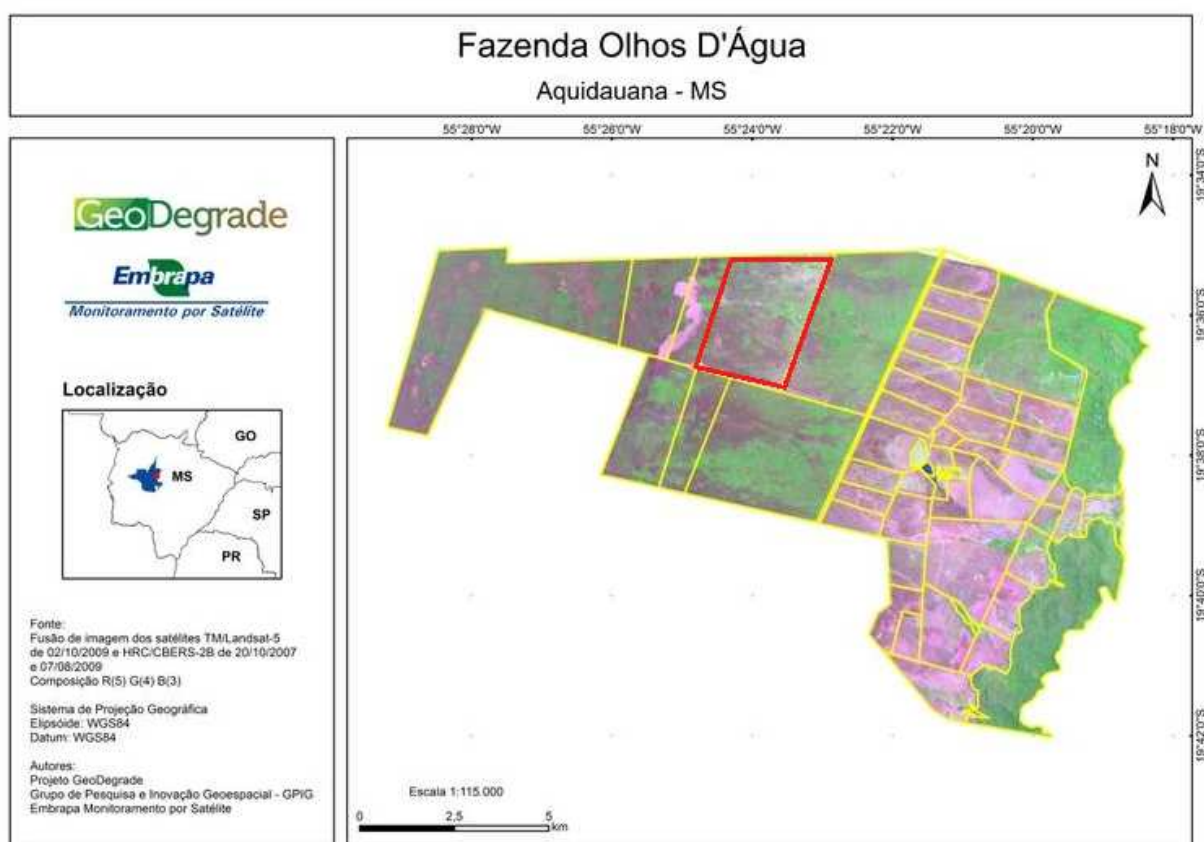 Fazenda Olhos D'Água
Aquidauana - MS
GeoDegrade
Embrapa
Monitoramento por Satélite
Localização
GO
MS
SP
PR
Fonte:
Fusão de imagem dos satélites TM/Landsat-5
de 02/10/2009 e HRC/CBERS-2B de 20/10/2007
e 07/08/2009
Composição R(5) G(4) B(3)
Sistema de Projeção Geográfica
Elipsóide: WGS84
Datum: WGS84
Autores:
Projeto GeoDegrade
Grupo de Pesquisa e Inovação Geoespacial - GPIG
Embrapa Monitoramento por Satélite
55°28'0"W 55°26'0"W 55°24'0"W 55°22'0"W 55°20'0"W 55°18'0"W
N
19°34'0"S
19°36'0"S
19°38'0"S
19°40'0"S
19°42'0"S
Escala 1:115.000
0 2,5 5
km